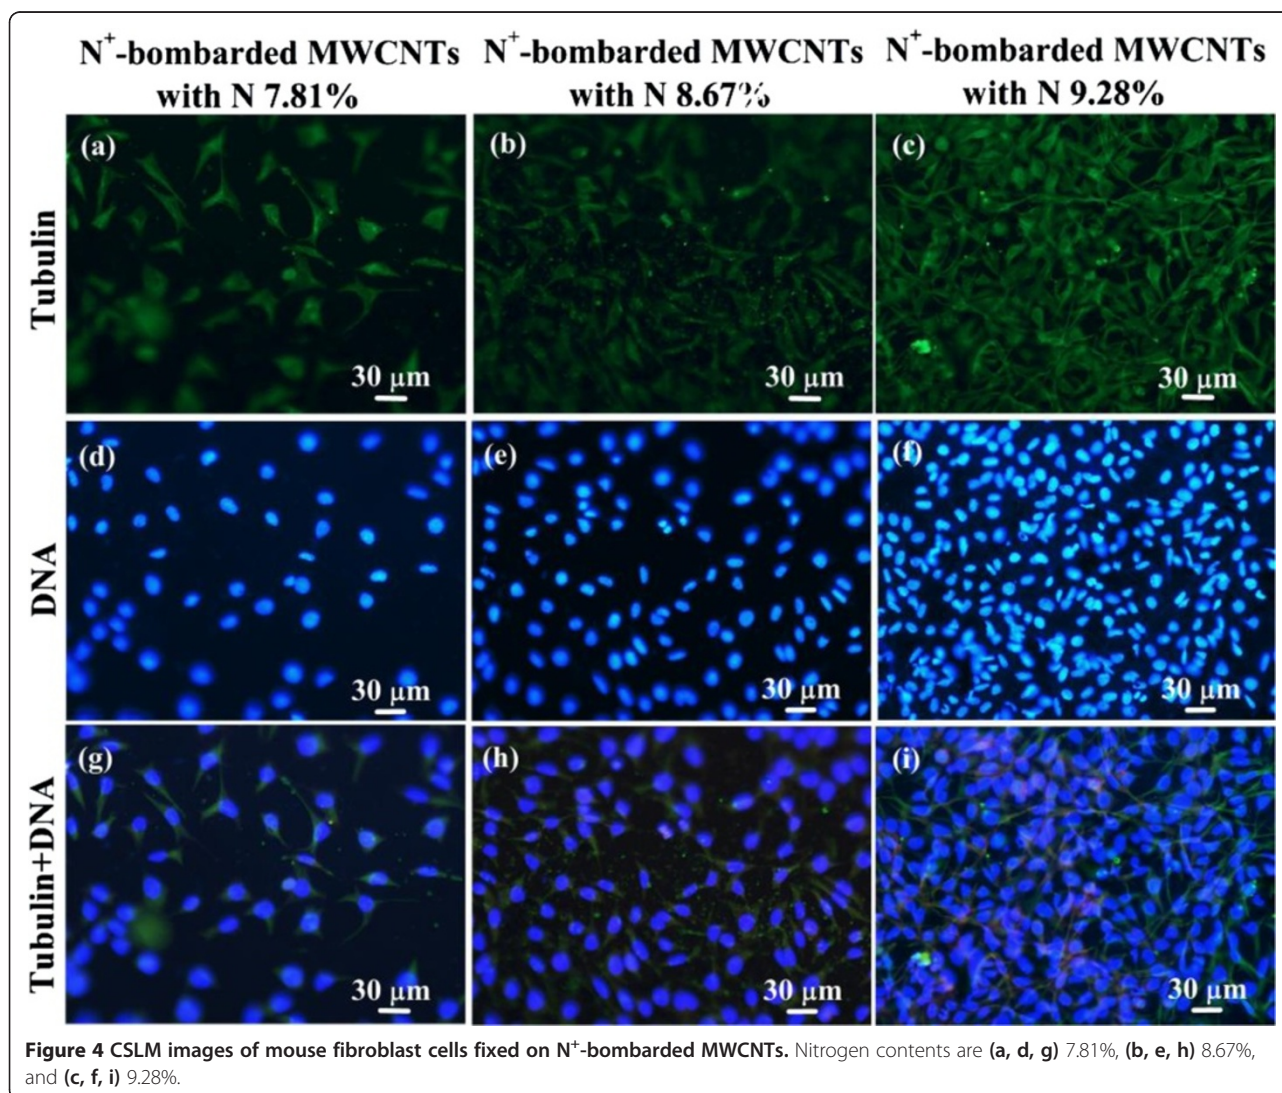 N⁺-bombarded MWCNTs with N 7.81%
N⁺-bombarded MWCNTs with N 8.67%
N⁺-bombarded MWCNTs with N 9.28%
Tubulin
(a)
30 μm
(b)
30 μm
(c)
30 μm
DNA
(d)
30 μm
(e)
30 μm
(f)
30 μm
Tubulin+DNA
(g)
30 μm
(h)
30 μm
(i)
30 μm
Figure 4 CSLM images of mouse fibroblast cells fixed on N⁺-bombarded MWCNTs. Nitrogen contents are (a, d, g) 7.81%, (b, e, h) 8.67%,
and (c, f, i) 9.28%.